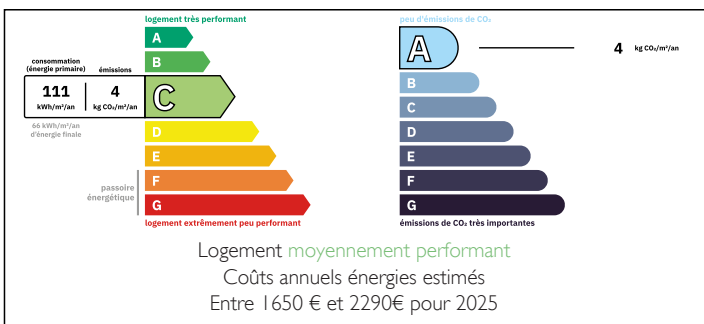 logement très performant
A
B
consommation
(énergie primaire)
émissions
111
kWh/m²/an
4
kg CO₂/m²/an
C
66 kWh/m²/an
d'énergie finale
D
E
passoire
énergétique
F
G
logement extrêmement peu performant
peu d'émissions de CO₂
A
4 kg CO₂/m²/an
B
C
D
E
F
G
émissions de CO₂ très importantes
Logement moyennement performant
Coûts annuels énergies estimés
Entre 1650 € et 2290€ pour 2025